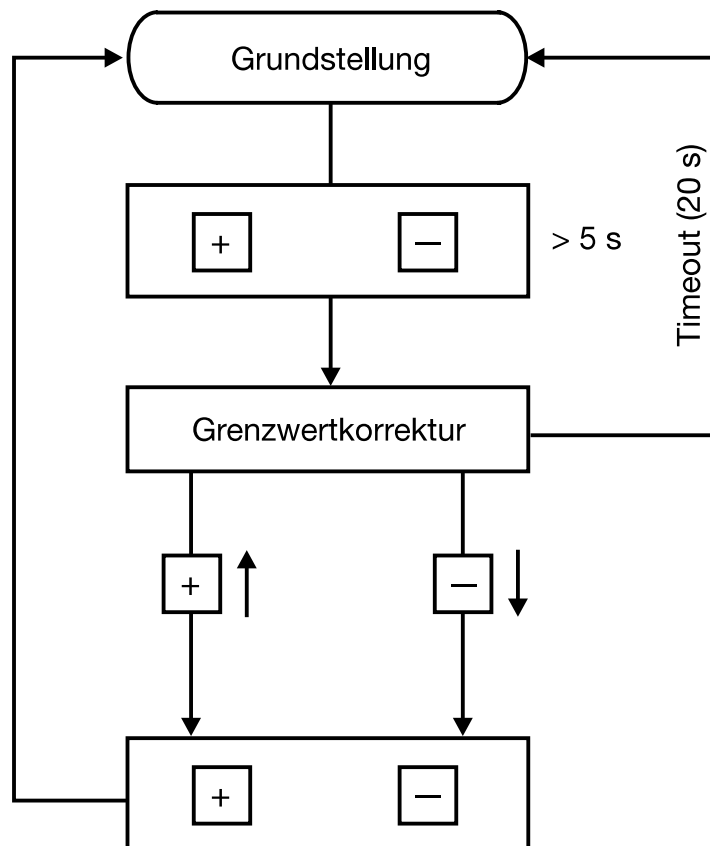 Grundstellung
+ —
> 5 s
Timeout (20 s)
Grenzwertkorrektur
+ —
+ —